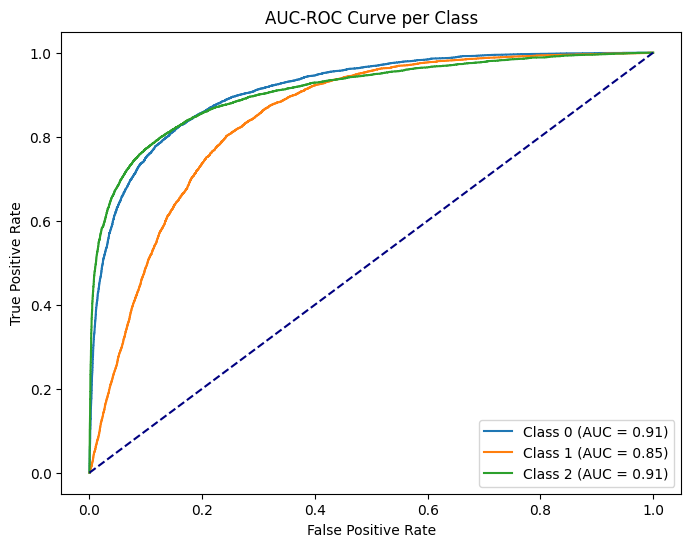 AUC-ROC Curve per Class
True Positive Rate
1.0
0.8
0.6
0.4
0.2
0.0
Class 0 (AUC = 0.91)
Class 1 (AUC = 0.85)
Class 2 (AUC = 0.91)
0.0 0.2 0.4 0.6 0.8 1.0
False Positive Rate